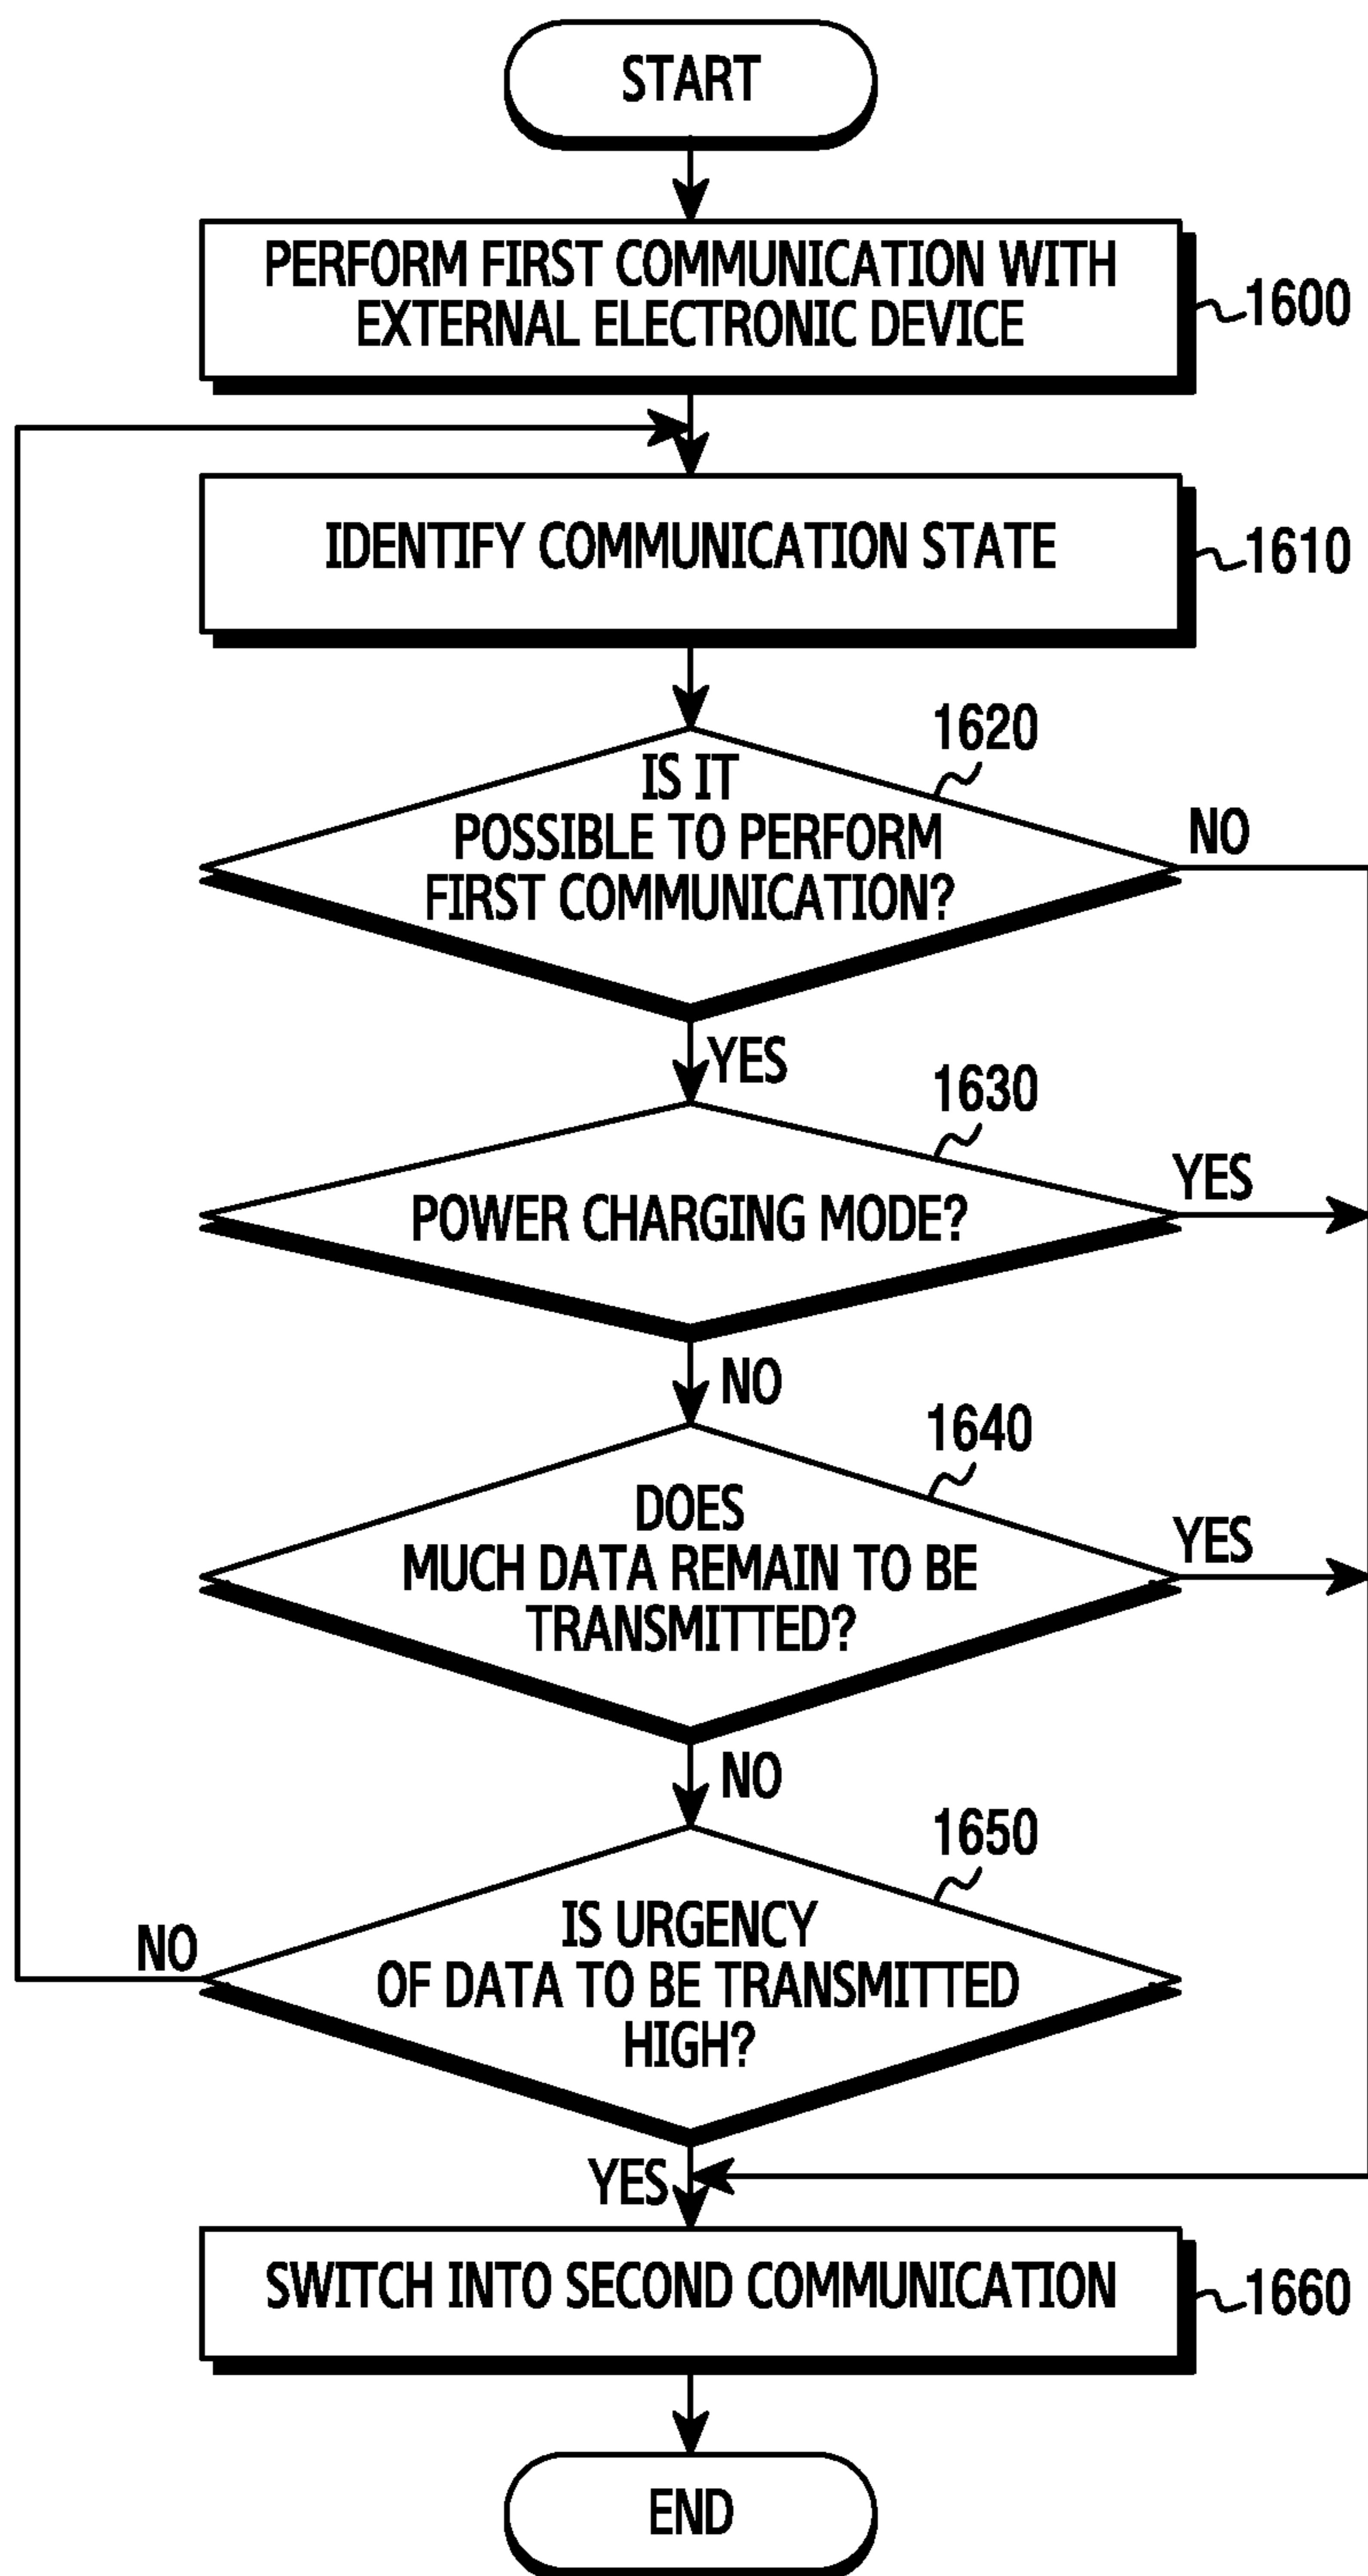 START
PERFORM FIRST COMMUNICATION WITH
EXTERNAL ELECTRONIC DEVICE
1600
IDENTIFY COMMUNICATION STATE
1610
1620
IS IT
POSSIBLE TO PERFORM
FIRST COMMUNICATION?
NO
YES
1630
POWER CHARGING MODE?
YES
NO
1640
DOES
MUCH DATA REMAIN TO BE
TRANSMITTED?
YES
NO
1650
IS URGENCY
OF DATA TO BE TRANSMITTED
HIGH?
NO
YES
SWITCH INTO SECOND COMMUNICATION
1660
END